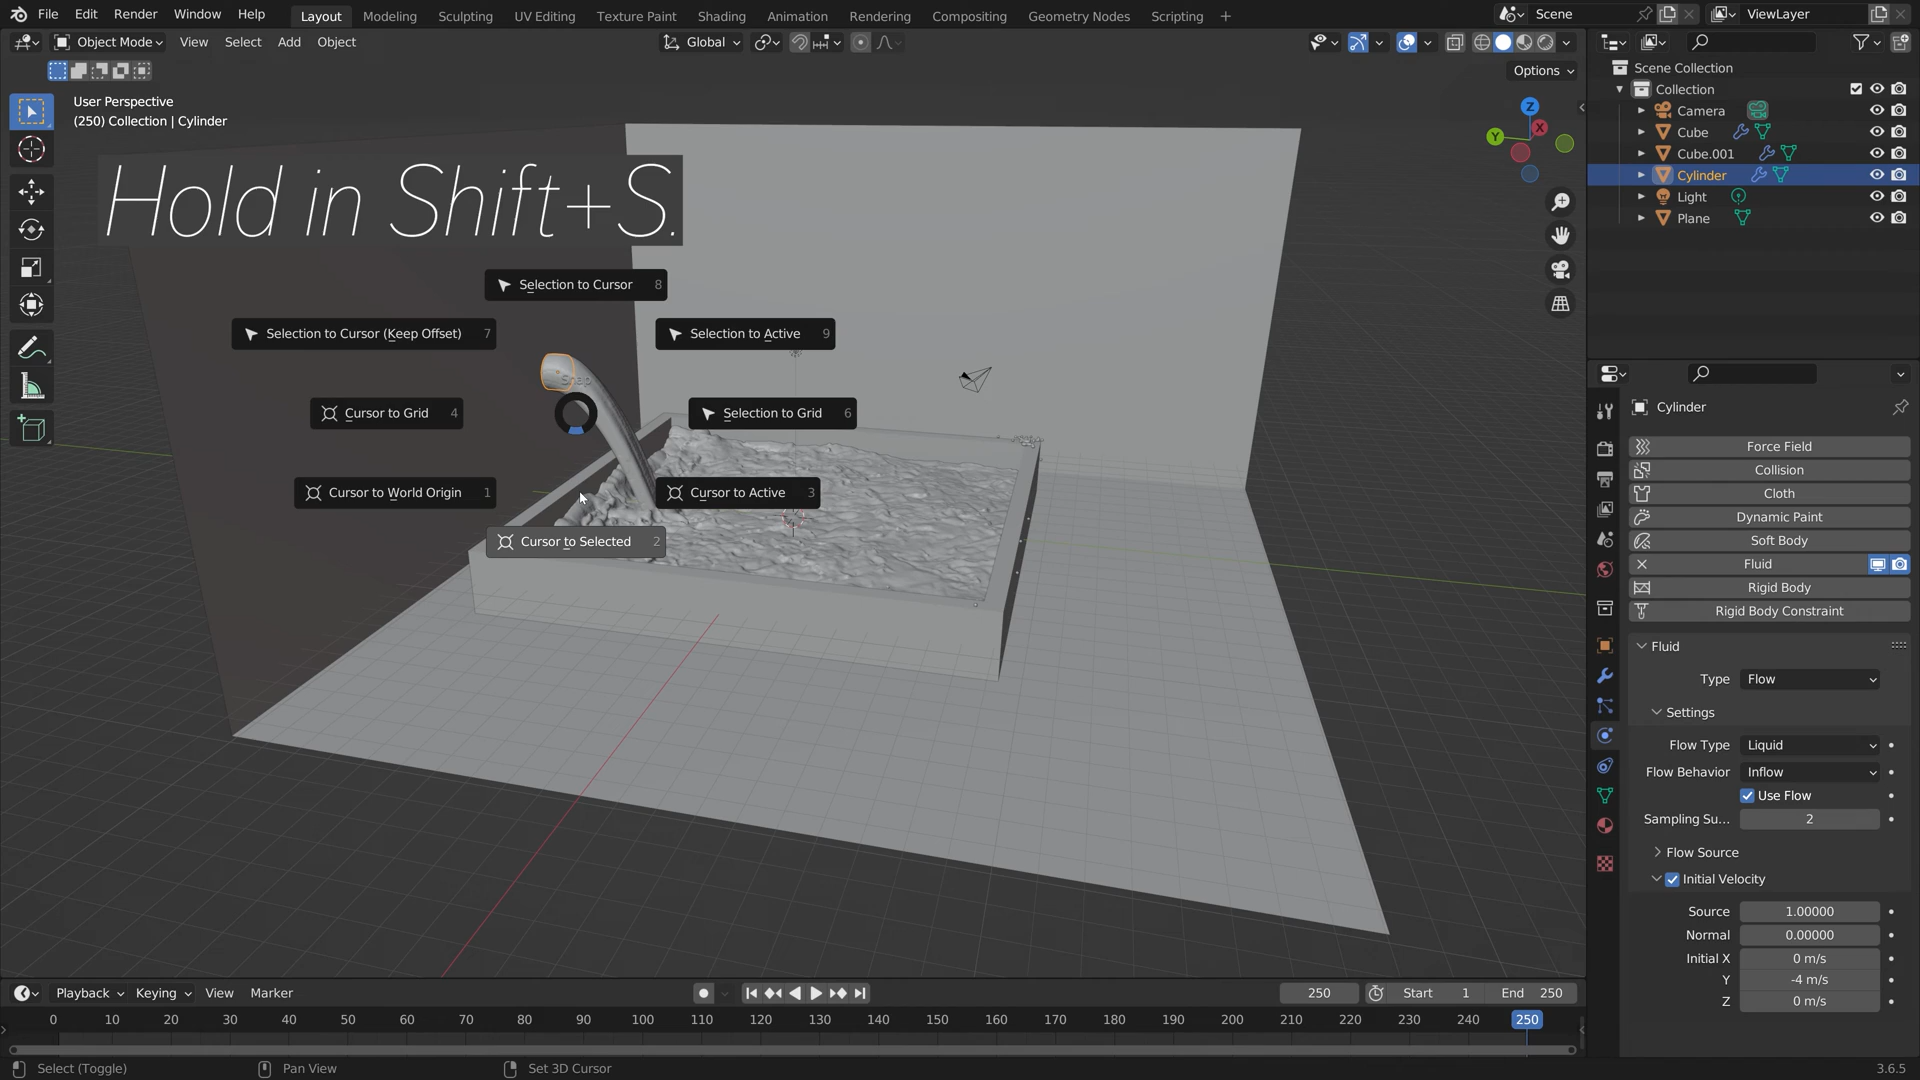 File Edit Render Window Help Layout Modeling Sculpting UV Editing Texture Paint Shading Animation Rendering Compositing Geometry Nodes Scripting + Scene ViewLayer
Object Mode View Select Add Object Global
Options
User Perspective
(250) Collection | Cylinder
Hold in Shift+S.
Selection to Cursor 8
Selection to Cursor (Keep Offset) 7
Selection to Active 9
Snap
Cursor to Grid 4
Selection to Grid 6
Cursor to World Origin 1
Cursor to Active 3
Cursor to Selected 2
Z
X
Y
Scene Collection
Collection
Camera
Cube
Cube.001
Cylinder
Light
Plane
Cylinder
Force Field
Collision
Cloth
Dynamic Paint
Soft Body
Fluid
Rigid Body
Rigid Body Constraint
Fluid
Type Flow
Settings
Flow Type Liquid
Flow Behavior Inflow
Use Flow
Sampling Su... 2
Flow Source
Initial Velocity
Source 1.00000
Normal 0.00000
Initial X 0 m/s
Y -4 m/s
Z 0 m/s
Playback Keying View Marker 250 Start 1 End 250
0 10 20 30 40 50 60 70 80 90 100 110 120 130 140 150 160 170 180 190 200 210 220 230 240 250
Select (Toggle) Pan View Set 3D Cursor 3.6.5